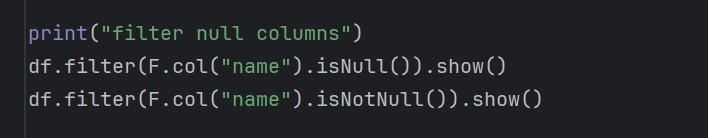 print("filter null columns")
df.filter(F.col("name").isNull()).show()
df.filter(F.col("name").isNotNull()).show()